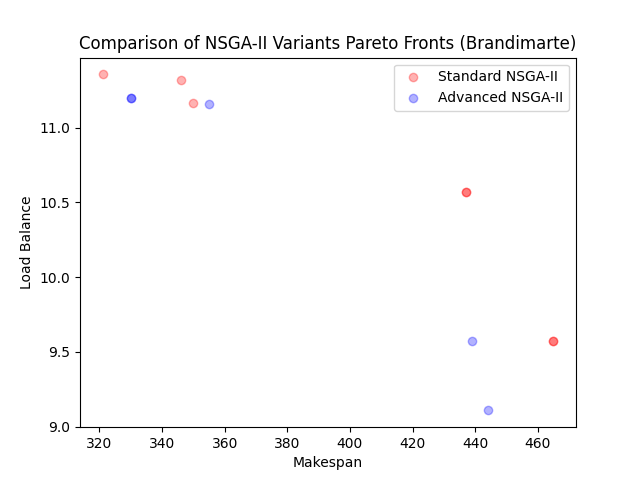 Comparison of NSGA-II Variants Pareto Fronts (Brandimarte)
Standard NSGA-II
Advanced NSGA-II
11.0
10.5
10.0
9.5
9.0
Load Balance
320 340 360 380 400 420 440 460
Makespan